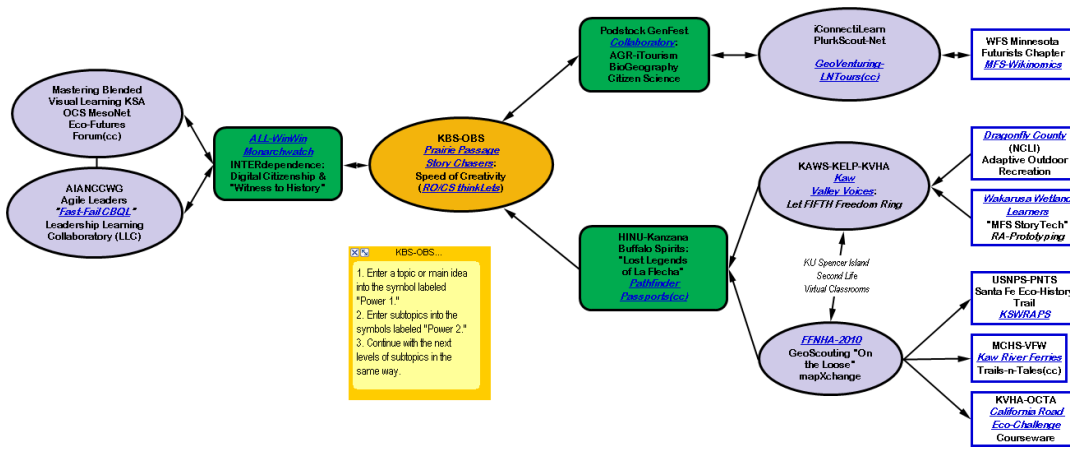 Mastering Blended
Visual Learning KSA
OCS MesoNet
Eco-Futures
Forum(cc)
AIANCCWG
Agile Leaders
"Fast-Fail CBQL"
Leadership Learning
Collaboratory (LLC)
ALL-WinWin
Monarchwatch
INTERdependence;
Digital Citizenship &
"Witness to History"
KBS-OBS
Prairie Passage
Story Chasers:
Speed of Creativity
(RO/CS thinkLets)
KBS-OBS...
1. Enter a topic or main idea
into the symbol labeled
"Power 1."
2. Enter subtopics into the
symbols labeled "Power 2."
3. Continue with the next
levels of subtopics in the
same way.
Podstock GenFest
Collaboratory:
AGR-iTourism
BioGeography
Citizen Science
iConnectiLearn
PlurkScout-Net
GeoVenturing-
LNTours(cc)
WFS Minnesota
Futurists Chapter
MFS-Wikinomics
HINU-Kanzana
Buffalo Spirits:
"Lost Legends
of La Flecha"
Pathfinder
Passports(cc)
KAWS-KELP-KVHA
Kaw
Valley Voices:
Let FIFTH Freedom Ring
Dragonfly County
(NCLI)
Adaptive Outdoor
Recreation
Wakarusa Wetland
Learners
"MFS StoryTech"
RA-Prototyping
KU Spencer Island
Second Life
Virtual Classrooms
FFNHA-2010
GeoScouting "On
the Loose"
mapXchange
USNPS-PNTS
Santa Fe Eco-History
Trail
KSWRAPS
MCHS-VFW
Kaw River Ferries
Trails-n-Tales(cc)
KVHA-OCTA
California Road
Eco-Challenge
Courseware